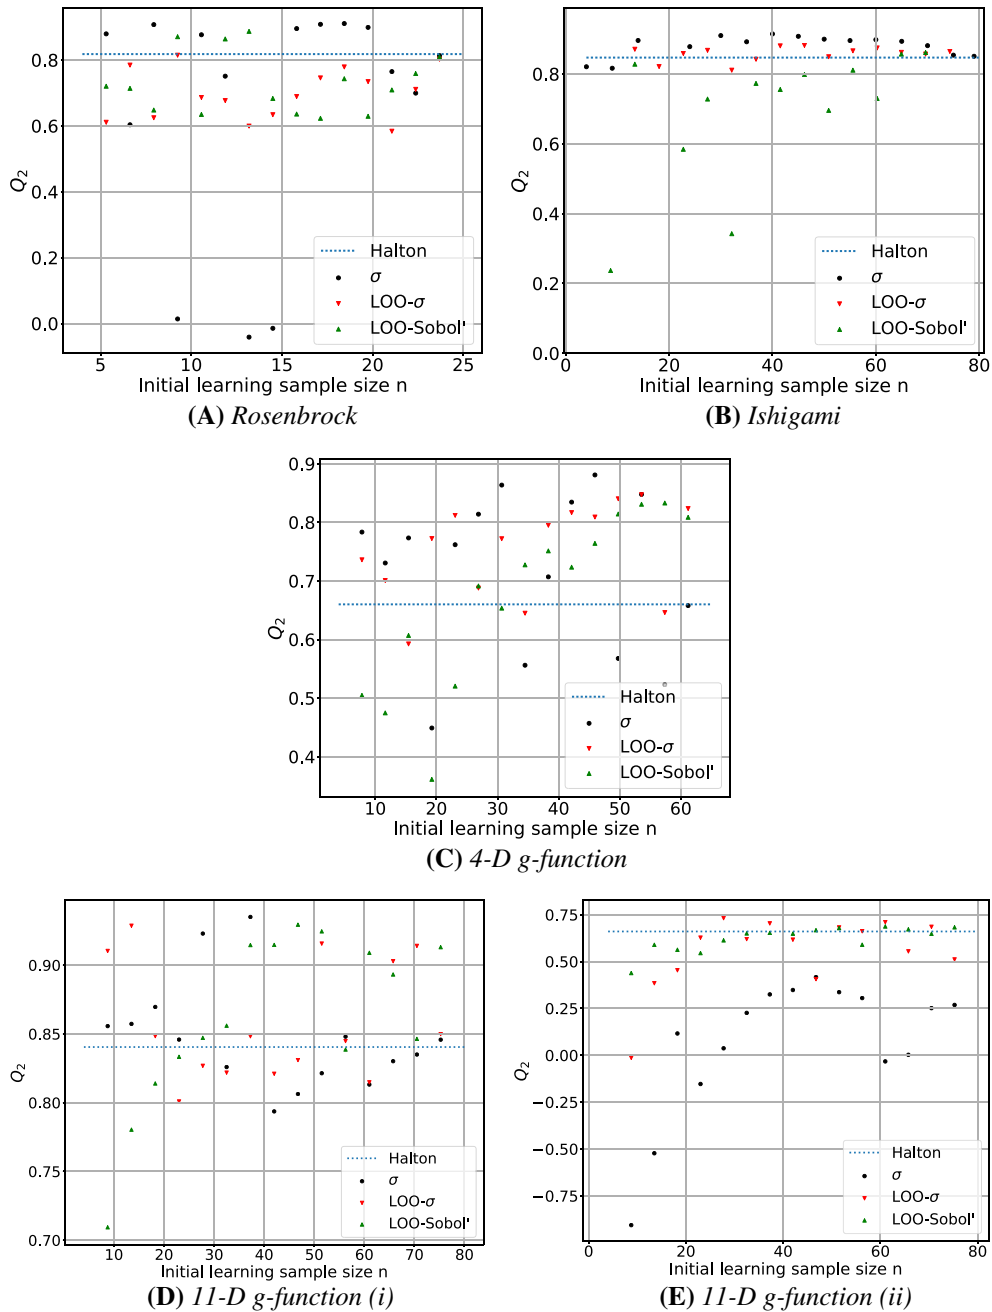 0.8
0.6
0.4
0.2
0.0
Q2
5 10 15 20 25
Initial learning sample size n
Halton
σ
LOO-σ
LOO-Sobol'
(A) Rosenbrock
1.0
0.8
0.6
0.4
0.2
0.0
Q2
0 20 40 60 80
Initial learning sample size n
Halton
σ
LOO-σ
LOO-Sobol'
(B) Ishigami
0.9
0.8
0.7
0.6
0.5
0.4
Q2
10 20 30 40 50 60
Initial learning sample size n
Halton
σ
LOO-σ
LOO-Sobol'
(C) 4-D g-function
0.90
0.85
0.80
0.75
0.70
Q2
10 20 30 40 50 60 70 80
Initial learning sample size n
Halton
σ
LOO-σ
LOO-Sobol'
(D) 11-D g-function (i)
0.75
0.50
0.25
0.00
−0.25
−0.50
−0.75
Q2
0 20 40 60 80
Initial learning sample size n
Halton
σ
LOO-σ
LOO-Sobol'
(E) 11-D g-function (ii)